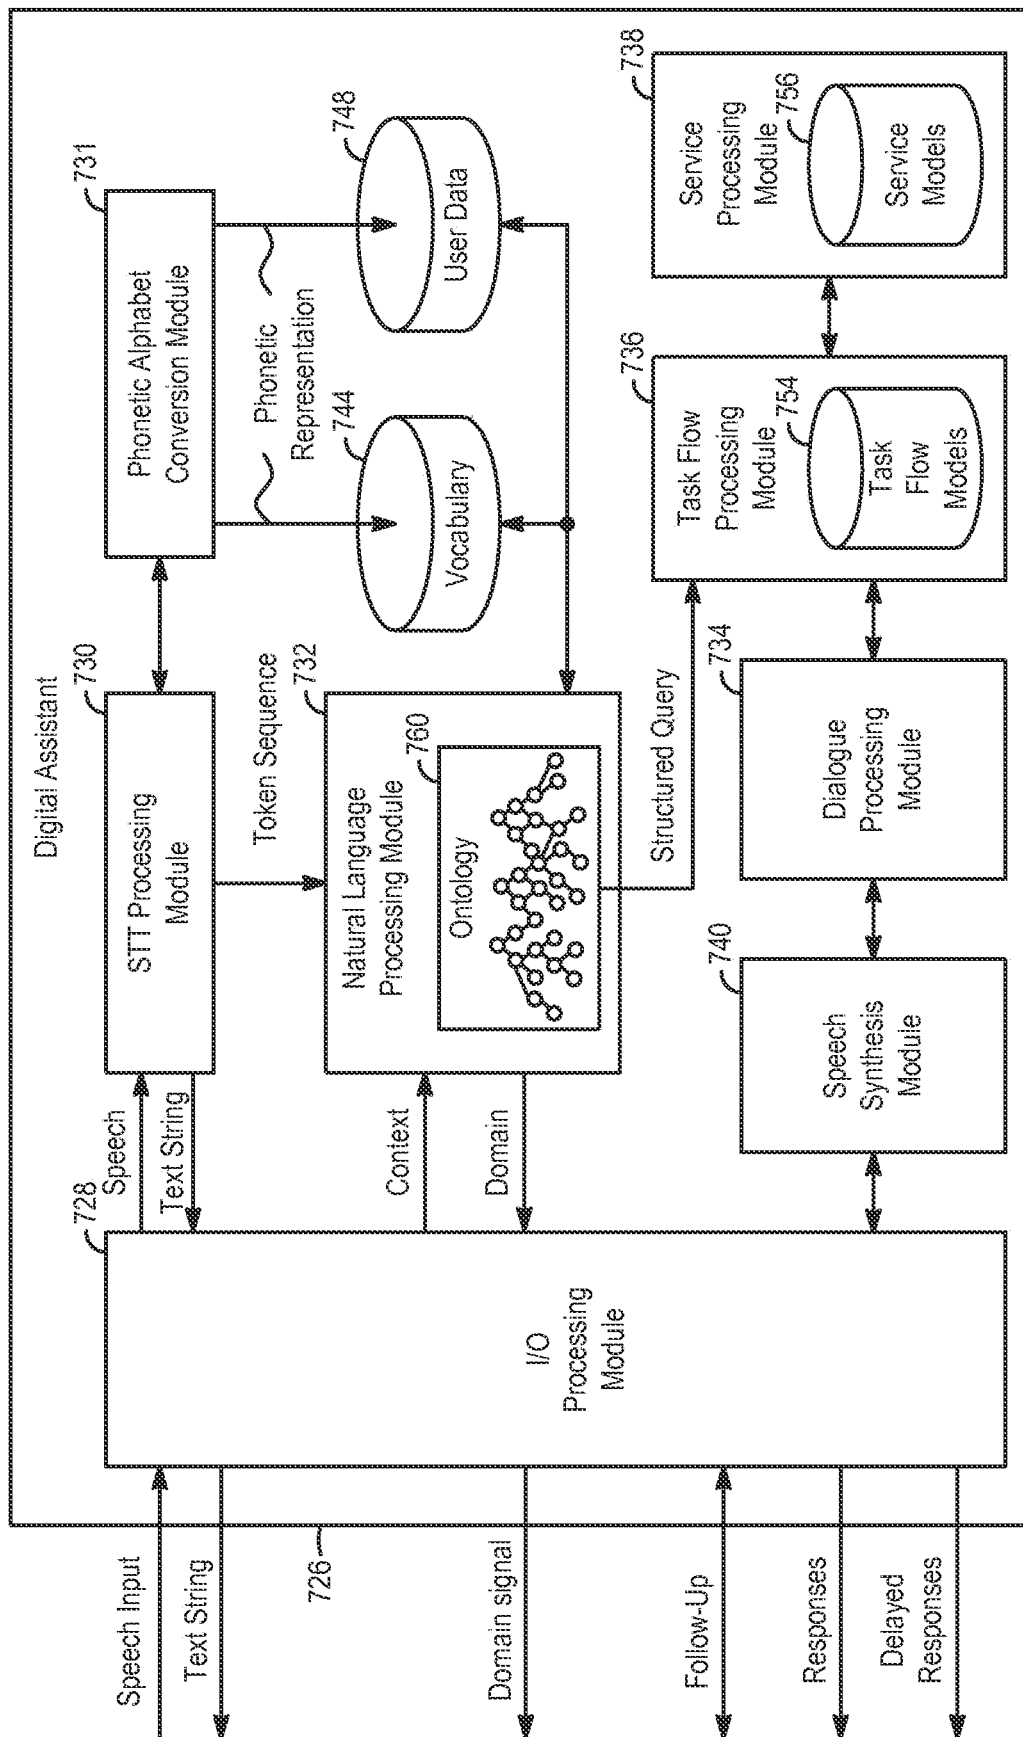 Digital Assistant
Speech Input
Text String
726
Domain signal
Follow-Up
Responses
Delayed
Responses
728
I/O
Processing
Module
Speech
Text String
Context
Domain
730
STT Processing
Module
Token Sequence
731
Phonetic Alphabet
Conversion Module
Phonetic
Representation
732
Natural Language
Processing Module
760
Ontology
744
Vocabulary
748
User Data
Structured Query
740
Speech
Synthesis
Module
734
Dialogue
Processing
Module
736
Task Flow
Processing
Module
754
Task
Flow
Models
738
Service
Processing
Module
756
Service
Models